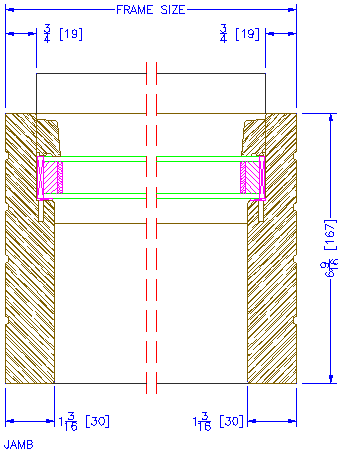 FRAME SIZE
3/4 [19]
3/4 [19]
6 9/16 [167]
1 3/16 [30]
1 3/16 [30]
JAMB